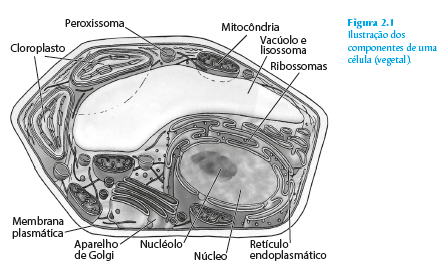 Peroxissoma
Cloroplasto
Mitocôndria
Vacúolo e
lisossoma
Ribossomas
Membrana
plasmática
Aparelho
de Golgi
Nucléolo
Núcleo
Retículo
endoplasmático
Figura 2.1
Ilustração dos
componentes de uma
célula (vegetal).